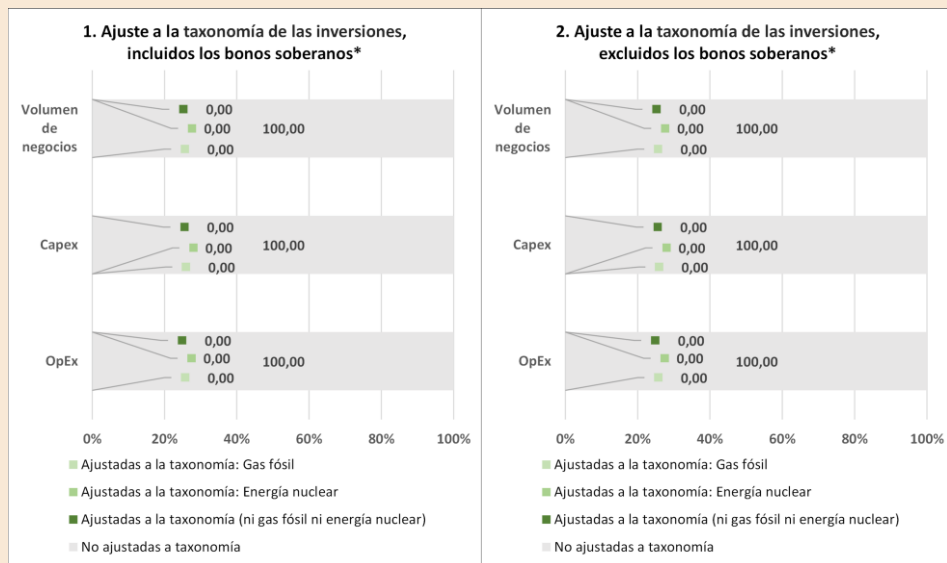 1. Ajuste a la taxonomía de las inversiones,
incluidos los bonos soberanos*
Volumen
de
negocios
0,00
0,00
100,00
0,00
Capex
0,00
0,00
100,00
0,00
OpEx
0,00
0,00
100,00
0,00
0%
20%
40%
60%
80%
100%
Ajustadas a la taxonomía: Gas fósil
Ajustadas a la taxonomía: Energía nuclear
Ajustadas a la taxonomía (ni gas fósil ni energía nuclear)
No ajustadas a taxonomía
2. Ajuste a la taxonomía de las inversiones,
excluidos los bonos soberanos*
Volumen
de
negocios
0,00
0,00
100,00
0,00
Capex
0,00
0,00
100,00
0,00
OpEx
0,00
0,00
100,00
0,00
0%
20%
40%
60%
80%
100%
Ajustadas a la taxonomía: Gas fósil
Ajustadas a la taxonomía: Energía nuclear
Ajustadas a la taxonomía (ni gas fósil ni energía nuclear)
No ajustadas a taxonomía